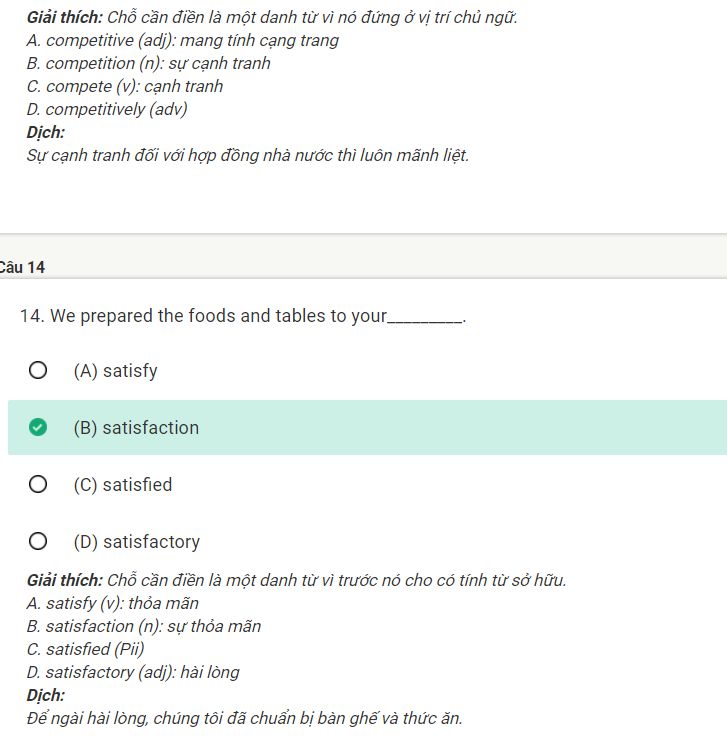 Giải thích: Chỗ cần điền là một danh từ vì nó đứng ở vị trí chủ ngữ.
A. competitive (adj): mang tính cạng trang
B. competition (n): sự cạnh tranh
C. compete (v): cạnh tranh
D. competitively (adv)
Dịch:
Sự cạnh tranh đối với hợp đồng nhà nước thì luôn mãnh liệt.
Câu 14
14. We prepared the foods and tables to your_________.
(A) satisfy
(B) satisfaction
(C) satisfied
(D) satisfactory
Giải thích: Chỗ cần điền là một danh từ vì trước nó cho có tính từ sở hữu.
A. satisfy (v): thỏa mãn
B. satisfaction (n): sự thỏa mãn
C. satisfied (Pii)
D. satisfactory (adj): hài lòng
Dịch:
Để ngài hài lòng, chúng tôi đã chuẩn bị bàn ghế và thức ăn.